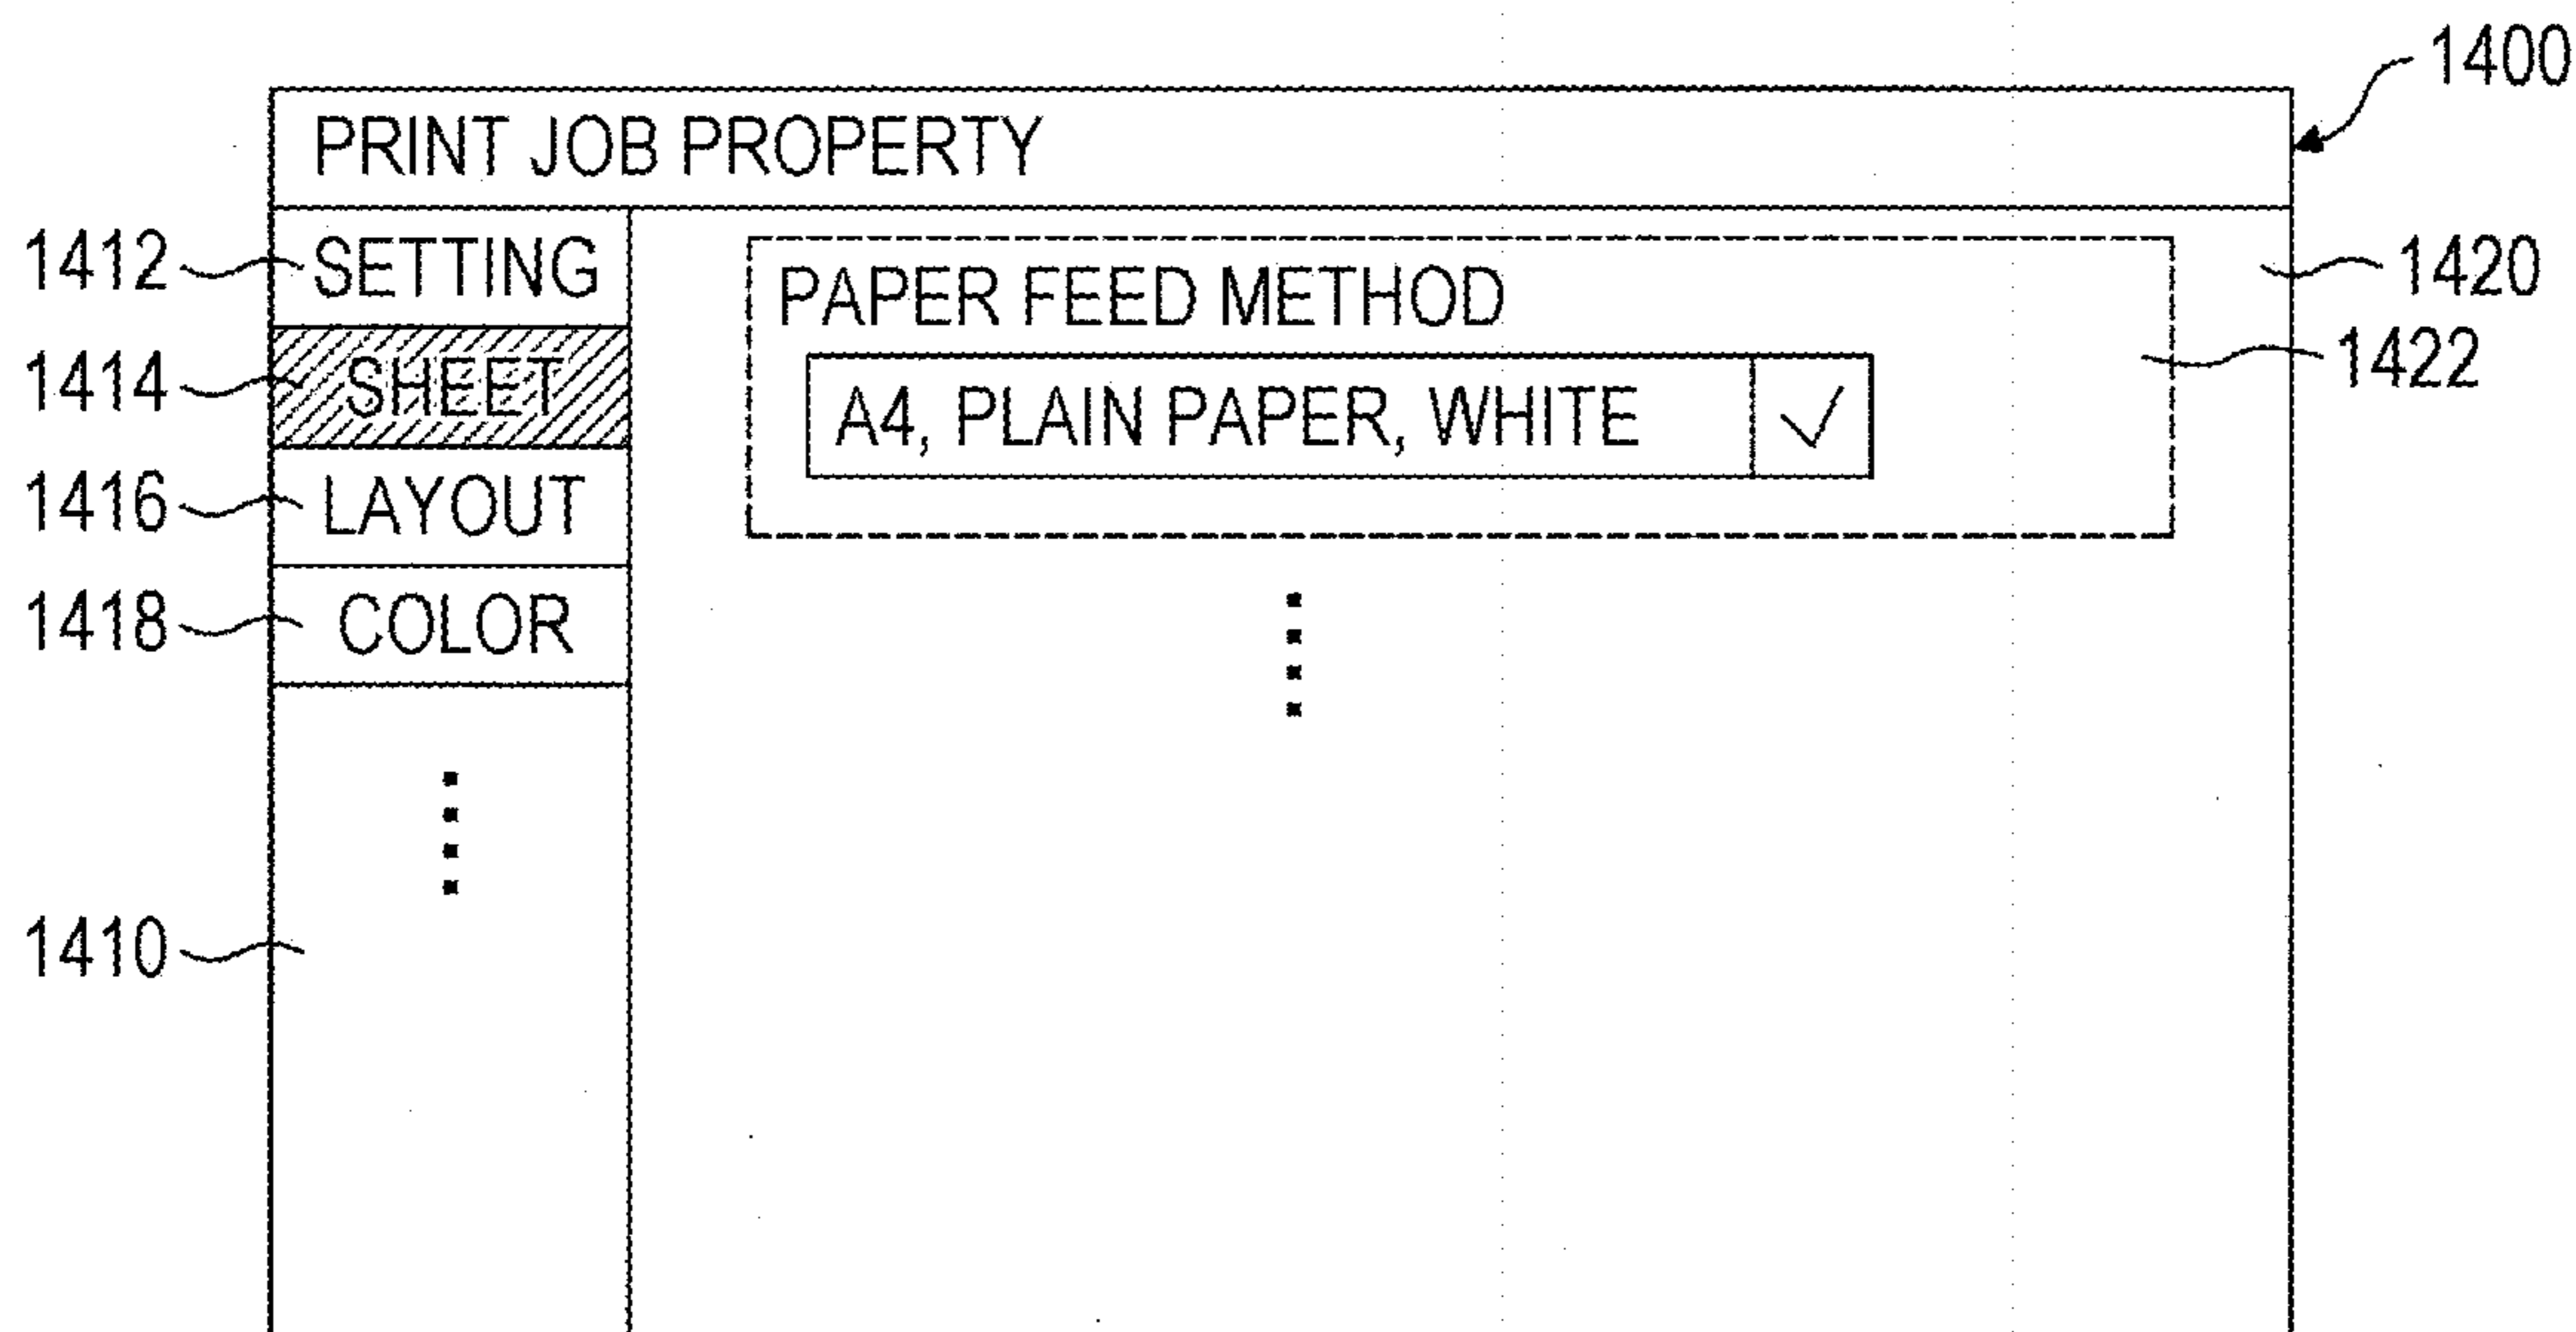 1400
PRINT JOB PROPERTY
1412 SETTING
1414 SHEET
1416 LAYOUT
1418 COLOR
1410
PAPER FEED METHOD
A4, PLAIN PAPER, WHITE
1420
1422